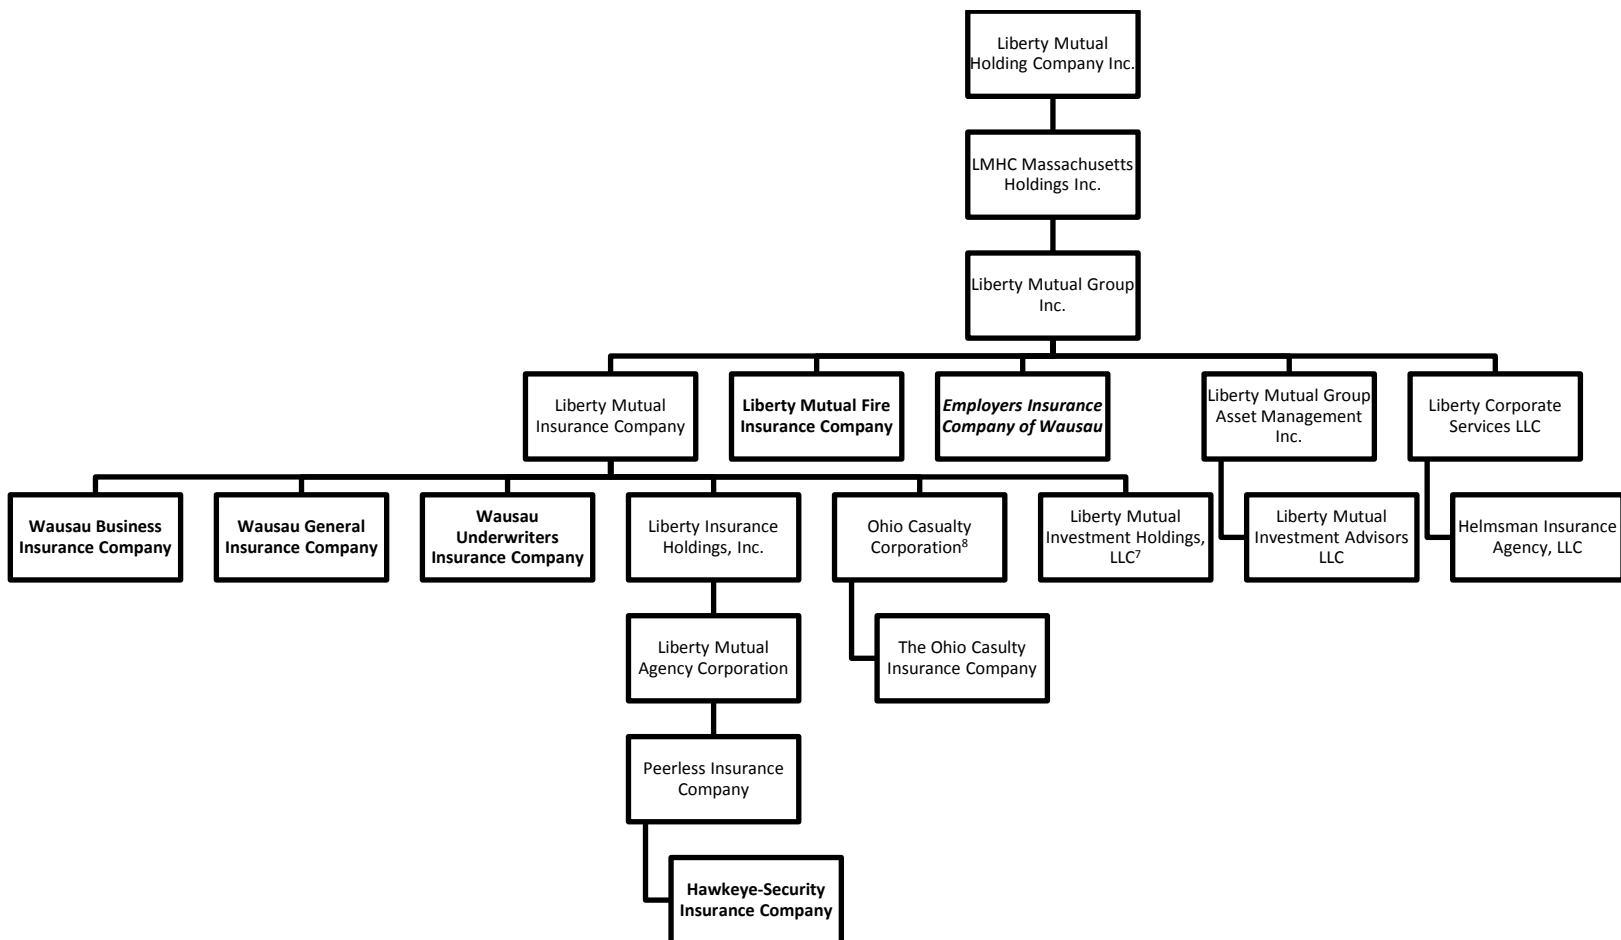 Liberty Mutual
Holding Company Inc.
LMHC Massachusetts
Holdings Inc.
Liberty Mutual Group
Inc.
Liberty Mutual
Insurance Company
Liberty Mutual Fire
Insurance Company
Employers Insurance
Company of Wausau
Liberty Mutual Group
Asset Management
Inc.
Liberty Corporate
Services LLC
Wausau Business
Insurance Company
Wausau General
Insurance Company
Wausau
Underwriters
Insurance Company
Liberty Insurance
Holdings, Inc.
Ohio Casualty
Corporation⁸
Liberty Mutual
Investment Holdings,
LLC⁷
Liberty Mutual
Investment Advisors
LLC
Helmsman Insurance
Agency, LLC
Liberty Mutual
Agency Corporation
The Ohio Casulty
Insurance Company
Peerless Insurance
Company
Hawkeye-Security
Insurance Company